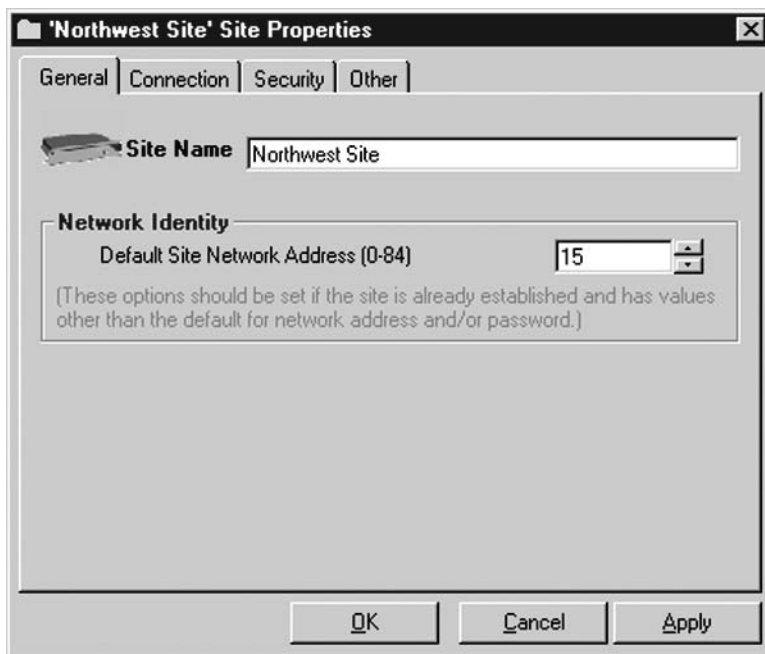 'Northwest Site' Site Properties
General Connection Security Other
Site Name Northwest Site
Network Identity
Default Site Network Address (0-84) 15
(These options should be set if the site is already established and has values
other than the default for network address and/or password.)
OK Cancel Apply